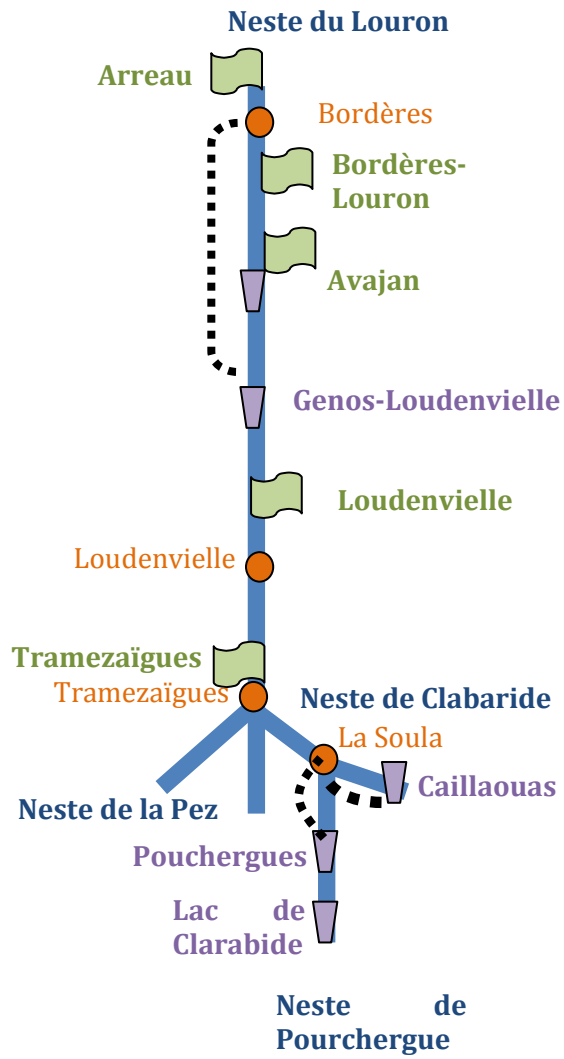 Neste du Louron
Arreau
Bordères
Bordères-
Louron
Avajan
Genos-Loudenvielle
Loudenvielle
Loudenvielle
Tramezaïgues
Tramezaïgues
Neste de Clabaride
La Soula
Caillaouas
Neste de la Pez
Pouchergues
Lac de
Clarabide
Neste de
Pourchergue